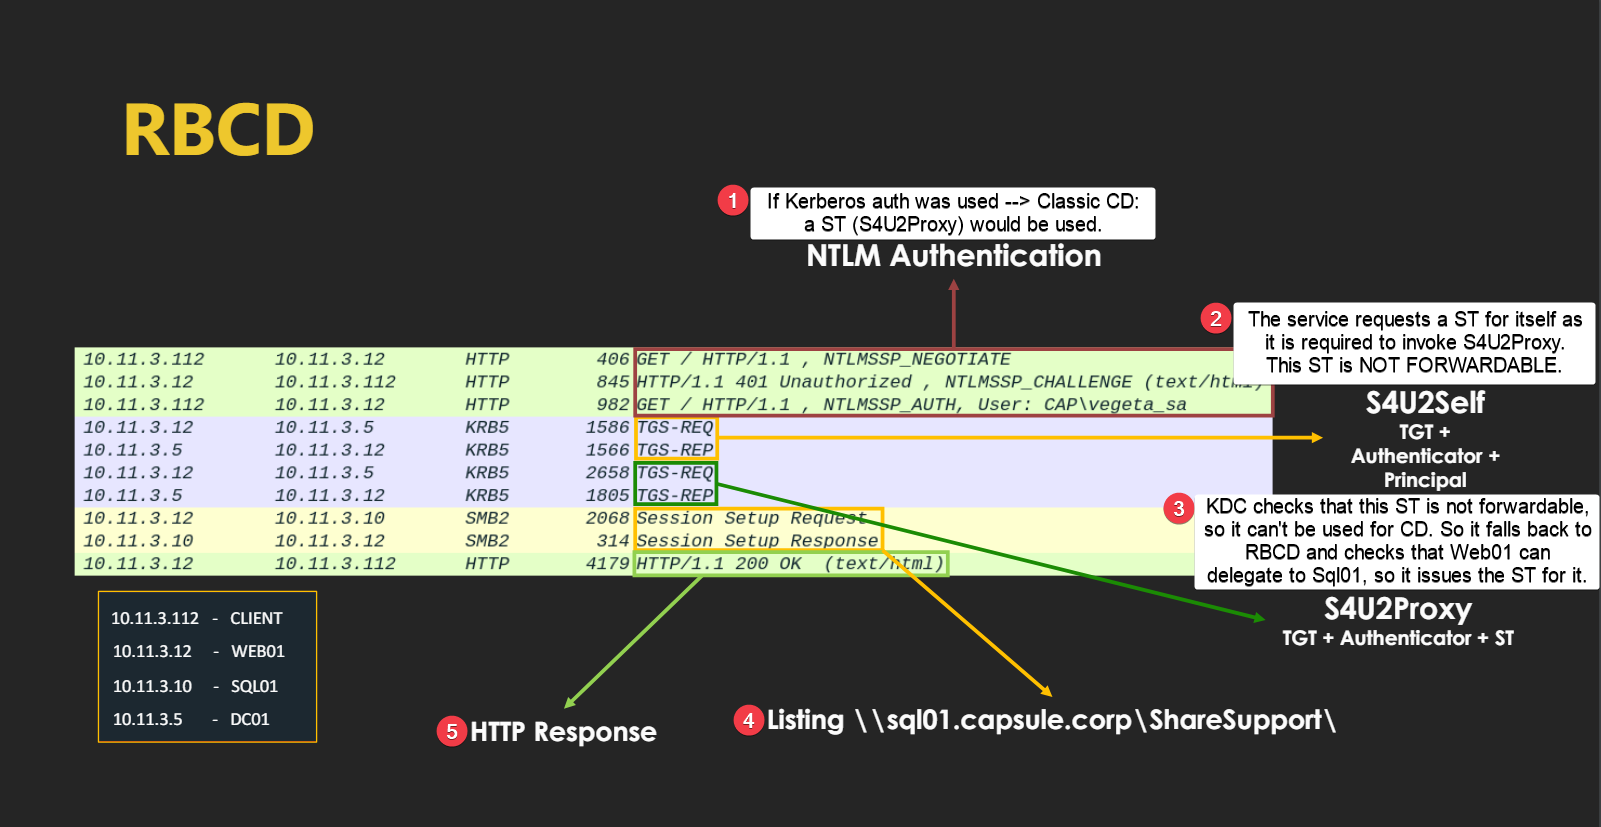 RBCD
1 If Kerberos auth was used --> Classic CD:
a ST (S4U2Proxy) would be used.
NTLM Authentication
2 The service requests a ST for itself as
it is required to invoke S4U2Proxy.
This ST is NOT FORWARDABLE.
S4U2Self
TGT +
Authenticator +
Principal
10.11.3.112 10.11.3.12 HTTP 406 GET / HTTP/1.1 , NTLMSSP_NEGOTIATE
10.11.3.12 10.11.3.112 HTTP 845 HTTP/1.1 401 Unauthorized , NTLMSSP_CHALLENGE (text/html)
10.11.3.112 10.11.3.12 HTTP 982 GET / HTTP/1.1 , NTLMSSP_AUTH, User: CAP\vegeta_sa
10.11.3.12 10.11.3.5 KRB5 1586 TGS-REQ
10.11.3.5 10.11.3.12 KRB5 1566 TGS-REP
10.11.3.12 10.11.3.5 KRB5 2658 TGS-REQ
10.11.3.5 10.11.3.12 KRB5 1805 TGS-REP
10.11.3.12 10.11.3.10 SMB2 2068 Session Setup Request
10.11.3.10 10.11.3.12 SMB2 314 Session Setup Response
10.11.3.12 10.11.3.112 HTTP 4179 HTTP/1.1 200 OK (text/html)
3 KDC checks that this ST is not forwardable,
so it can't be used for CD. So it falls back to
RBCD and checks that Web01 can
delegate to Sql01, so it issues the ST for it.
S4U2Proxy
TGT + Authenticator + ST
10.11.3.112 - CLIENT
10.11.3.12 - WEB01
10.11.3.10 - SQL01
10.11.3.5 - DC01
4 Listing \\sql01.capsule.corp\ShareSupport\
5 HTTP Response